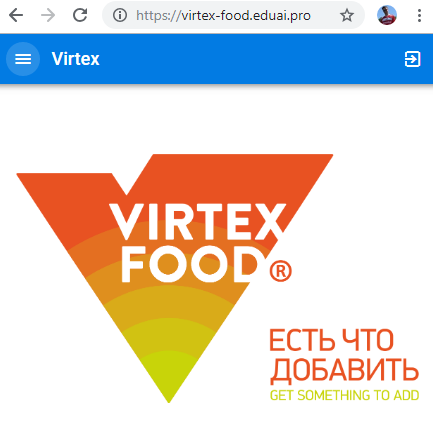 https://virtex-food.eduai.pro
Virtex
VIRTEX
FOOD®
ЕСТЬ ЧТО
ДОБАВИТЬ
GET SOMETHING TO ADD